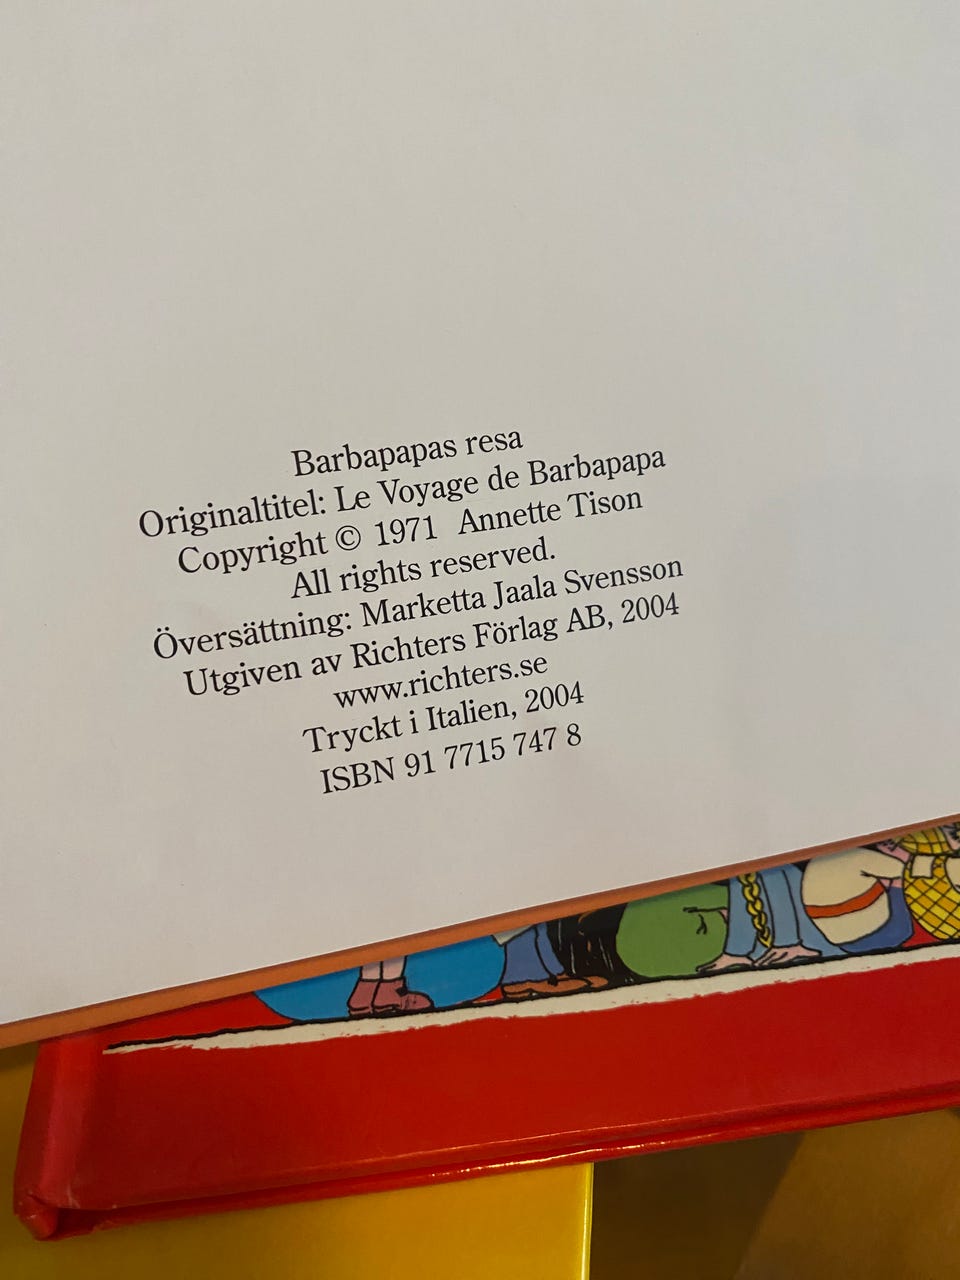 Barbapapas resa
Originaltitel: Le Voyage de Barbapapa
Copyright © 1971 Annette Tison
All rights reserved.
Översättning: Marketta Jaala Svensson
Utgiven av Richters Förlag AB, 2004
www.richters.se
Tryckt i Italien, 2004
ISBN 91 7715 747 8